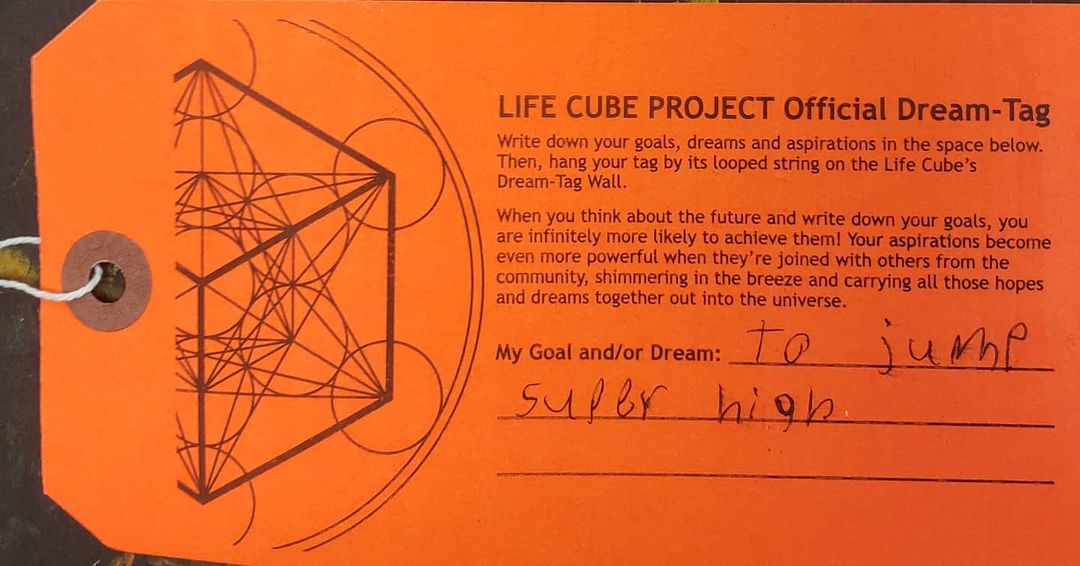 LIFE CUBE PROJECT Official Dream-Tag
Write down your goals, dreams and aspirations in the space below.
Then, hang your tag by its looped string on the Life Cube's
Dream-Tag Wall.
When you think about the future and write down your goals, you
are infinitely more likely to achieve them! Your aspirations become
even more powerful when they're joined with others from the
community, shimmering in the breeze and carrying all those hopes
and dreams together out into the universe.
My Goal and/or Dream: To jump
super high